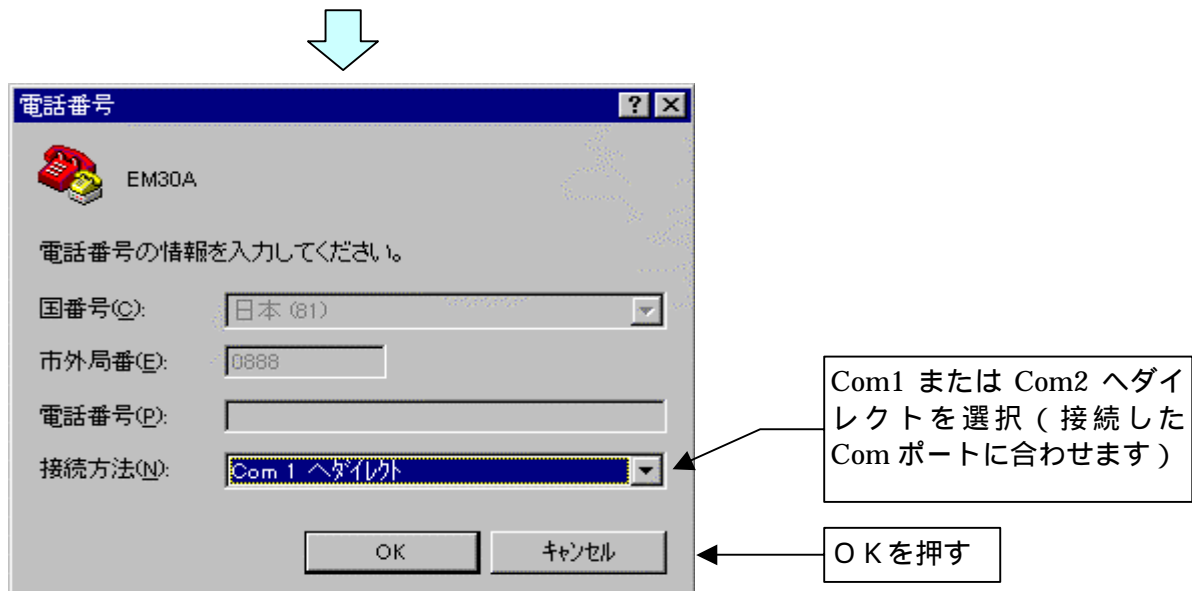 電話番号
EM30A
電話番号の情報を入力してください。
国番号(C):
日本 (81)
市外局番(E):
0888
電話番号(P):
接続方法(N):
Com 1 へダイレクト
OK
キャンセル
Com1 または Com2 へダイ
レクトを選択(接続した
Com ポートに合わせます)
OKを押す